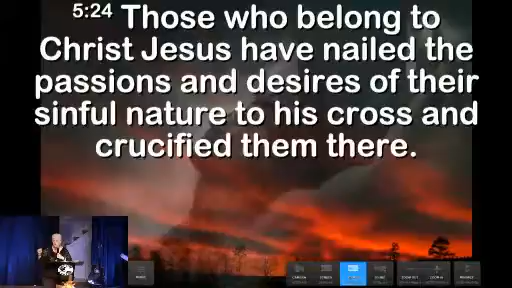 5:24 Those who belong to
Christ Jesus have nailed the
passions and desires of their
sinful nature to his cross and
crucified them there.